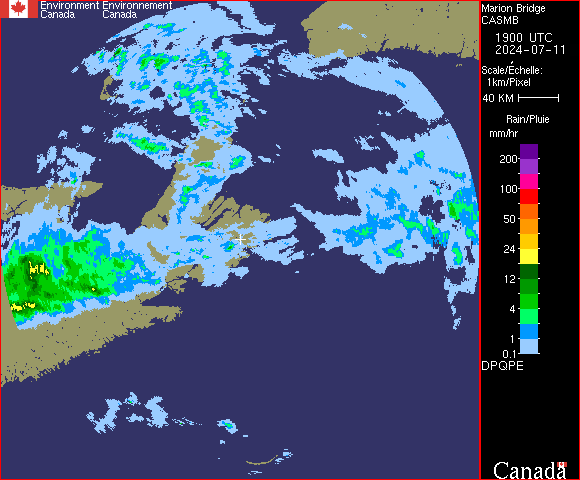 Environment Environnement
Canada Canada
Marion Bridge
CASMB
1900 UTC
2024-07-11
Scale/Échelle:
1km/Pixel
40 KM
Rain/Pluie
mm/hr
200
100
50
24
12
4
1
0.1
DPQPE
Canada